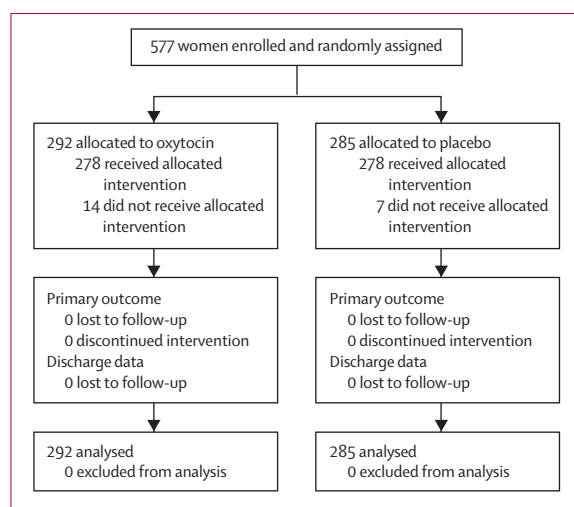 577 women enrolled and randomly assigned
292 allocated to oxytocin
278 received allocated
intervention
14 did not receive allocated
intervention
285 allocated to placebo
278 received allocated
intervention
7 did not receive allocated
intervention
Primary outcome
0 lost to follow-up
0 discontinued intervention
Discharge data
0 lost to follow-up
Primary outcome
0 lost to follow-up
0 discontinued intervention
Discharge data
0 lost to follow-up
292 analysed
0 excluded from analysis
285 analysed
0 excluded from analysis